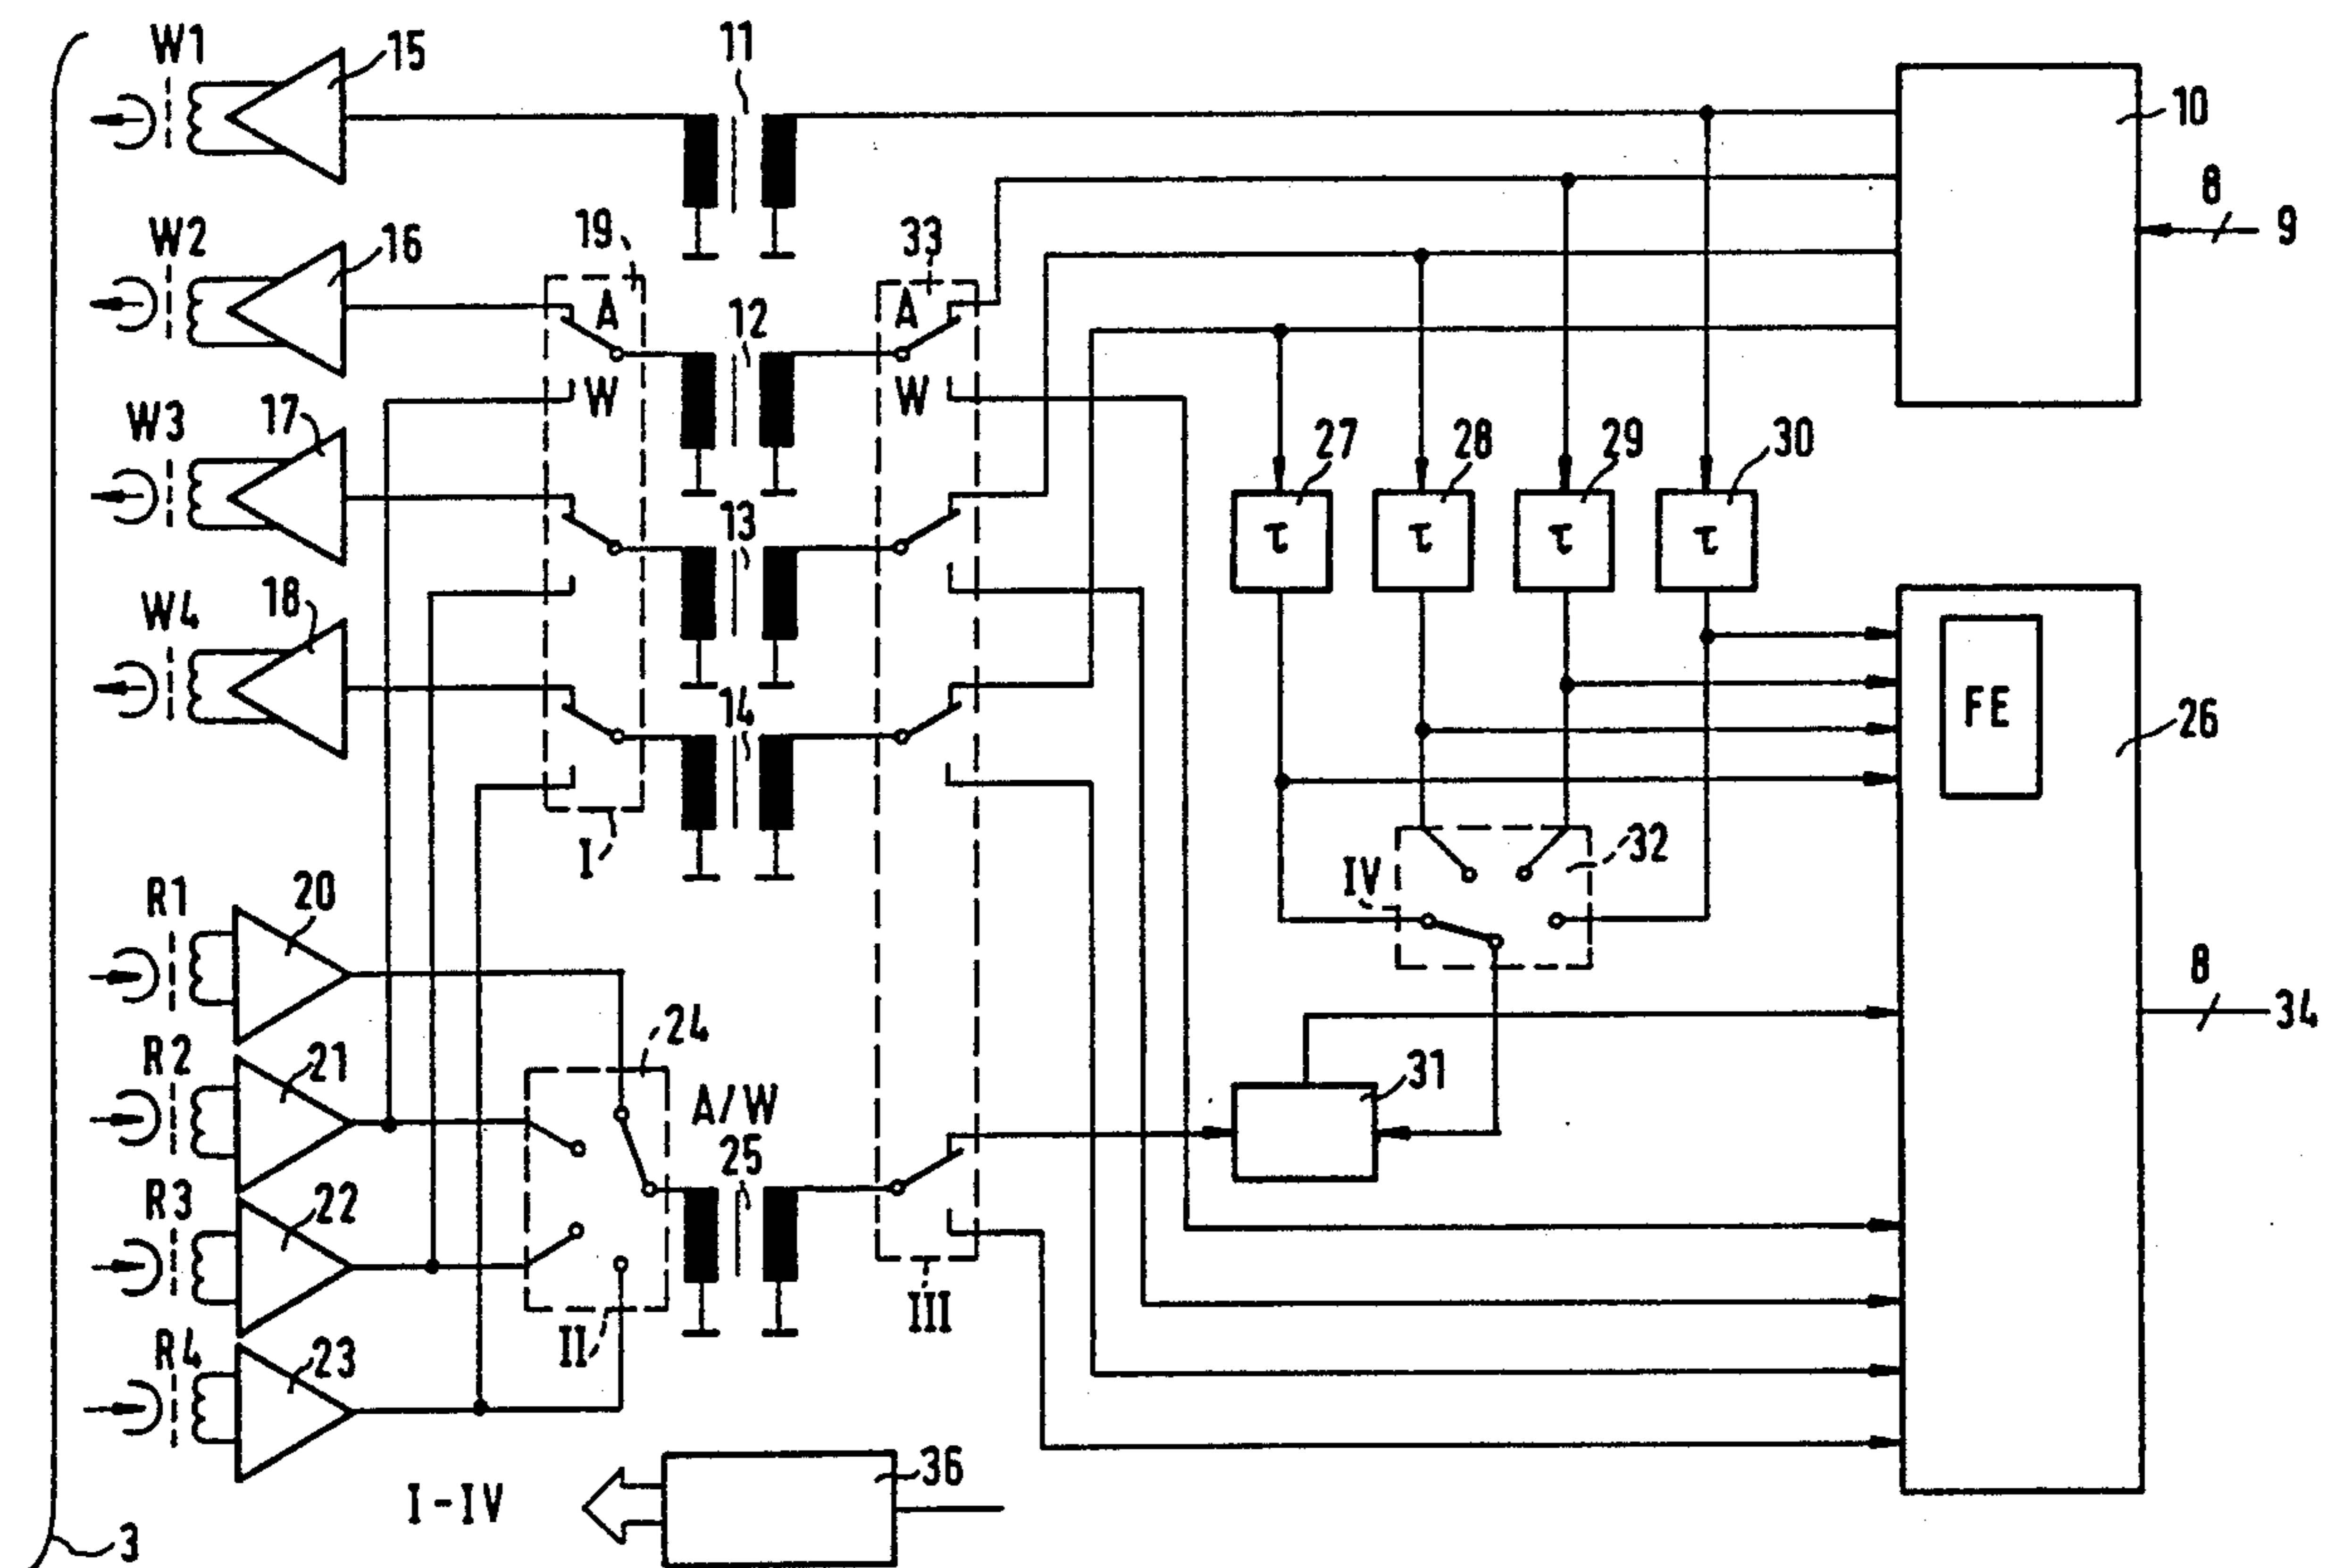 W1
15
11
10
8
9
W2
16
19
33
A
A
12
W
W
W3
17
27
28
29
30
13
τ
τ
τ
τ
W4
18
14
FE
26
I
32
IV
R1
20
8
34
24
R2
21
31
A/W
25
R3
22
III
II
R4
23
36
I-IV
3